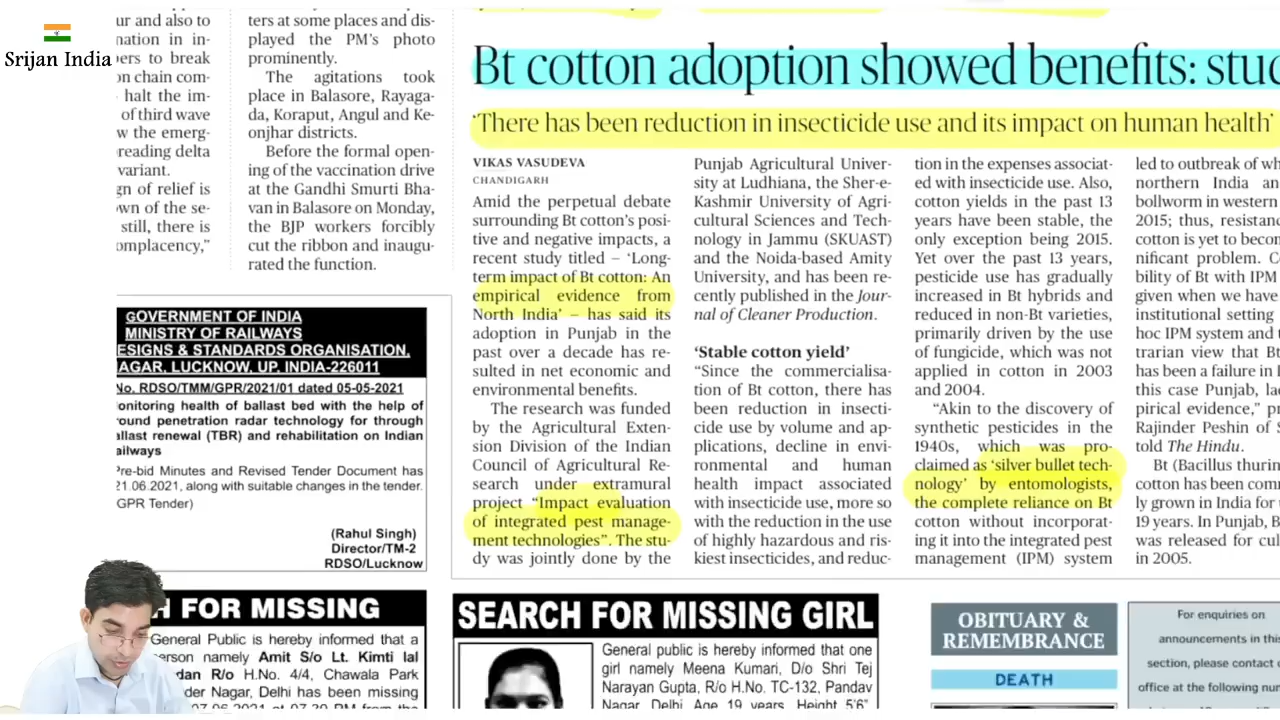 Srijan India
ur and also to
nation in in-
ers to break
on chain com-
halt the im-
of third wave
w the emerg-
reading delta
variant.
gn of relief is
own of the se-
still, there is
omplacency,”
ters at some places and dis-
played the PM's photo
prominently.
The agitations took
place in Balasore, Rayaga-
da, Koraput, Angul and Ke-
onjhar districts.
Before the formal open-
ing of the vaccination drive
at the Gandhi Smurti Bha-
van in Balasore on Monday,
the BJP workers forcibly
cut the ribbon and inaugu-
rated the function.
Bt cotton adoption showed benefits: stu
‘There has been reduction in insecticide use and its impact on human health’
VIKAS VASUDEVA
CHANDIGARH
Amid the perpetual debate
surrounding Bt cotton's posi-
tive and negative impacts, a
recent study titled – ‘Long-
term impact of Bt cotton: An
empirical evidence from
North India’ – has said its
adoption in Punjab in the
past over a decade has re-
sulted in net economic and
environmental benefits.
The research was funded
by the Agricultural Exten-
sion Division of the Indian
Council of Agricultural Re-
search under extramural
project “Impact evaluation
of integrated pest manage-
ment technologies”. The stu-
dy was jointly done by the
Punjab Agricultural Univer-
sity at Ludhiana, the Sher-e-
Kashmir University of Agri-
cultural Sciences and Tech-
nology in Jammu (SKUAST)
and the Noida-based Amity
University, and has been re-
cently published in the Jour-
nal of Cleaner Production.
‘Stable cotton yield’
“Since the commercialisa-
tion of Bt cotton, there has
been reduction in insecti-
cide use by volume and ap-
plications, decline in envi-
ronmental and human
health impact associated
with insecticide use, more so
with the reduction in the use
of highly hazardous and ris-
kiest insecticides, and reduc-
tion in the expenses associat-
ed with insecticide use. Also,
cotton yields in the past 13
years have been stable, the
only exception being 2015.
Yet over the past 13 years,
pesticide use has gradually
increased in Bt hybrids and
reduced in non-Bt varieties,
primarily driven by the use
of fungicide, which was not
applied in cotton in 2003
and 2004.
“Akin to the discovery of
synthetic pesticides in the
1940s, which was pro-
claimed as ‘silver bullet tech-
nology’ by entomologists,
the complete reliance on Bt
cotton without incorporat-
ing it into the integrated pest
management (IPM) system
led to outbreak of wh
northern India an
bollworm in western
2015; thus, resistanc
cotton is yet to becom
nificant problem. Co
bility of Bt with IPM
given when we have
institutional setting
hoc IPM system and
trarian view that Bt
has been a failure in I
this case Punjab, lac
pirical evidence,” p
Rajinder Peshin of S
told The Hindu.
Bt (Bacillus thurin
cotton has been com
ly grown in India for
19 years. In Punjab, B
was released for cul
in 2005.
GOVERNMENT OF INDIA
MINISTRY OF RAILWAYS
ESIGNS & STANDARDS ORGANISATION,
NAGAR, LUCKNOW, UP, INDIA-226011
No. RDSO/TMM/GPR/2021/01 dated 05-05-2021
onitoring health of ballast bed with the help of
round penetration radar technology for through
allast renewal (TBR) and rehabilitation on Indian
ailways
Pre-bid Minutes and Revised Tender Document has
21.06.2021, along with suitable changes in the tender.
GPR Tender)
(Rahul Singh)
Director/TM-2
RDSO/Lucknow
H FOR MISSING
General Public is hereby informed that a
erson namely Amit S/o Lt. Kimti lal
dan R/o H.No. 4/4, Chawala Park
der Nagar, Delhi has been missing
SEARCH FOR MISSING GIRL
General public is hereby informed that one
girl namely Meena Kumari, D/o Shri Tej
Narayan Gupta, R/o H.No. TC-132, Pandav
Nagar, Delhi, Age 19 years, Height 5'6"
OBITUARY &
REMEMBRANCE
DEATH
For enquiries on
announcements in this
section, please contact
office at the following num